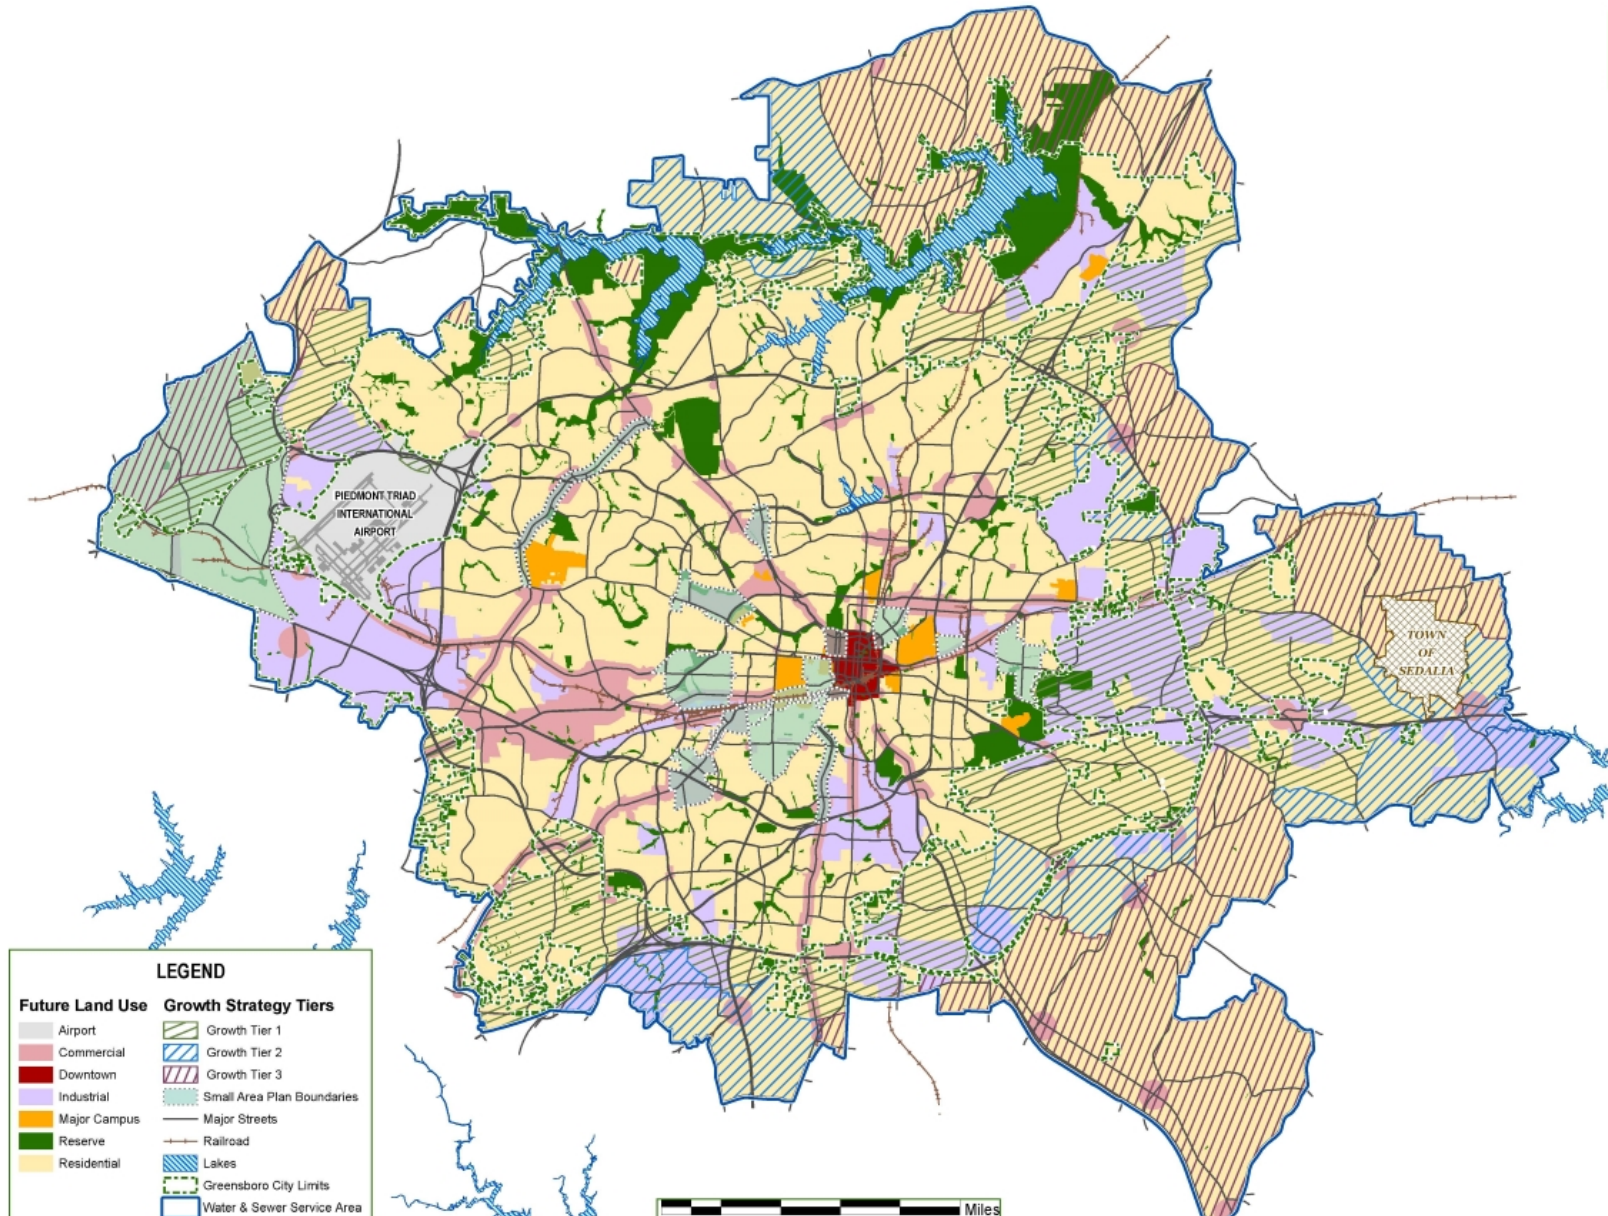 PIEDMONT TRIAD
INTERNATIONAL
AIRPORT
TOWN
OF
SEDALIA
LEGEND
Future Land Use
Airport
Commercial
Downtown
Industrial
Major Campus
Reserve
Residential
Growth Strategy Tiers
Growth Tier 1
Growth Tier 2
Growth Tier 3
Small Area Plan Boundaries
Major Streets
Railroad
Lakes
Greensboro City Limits
Water & Sewer Service Area
Miles